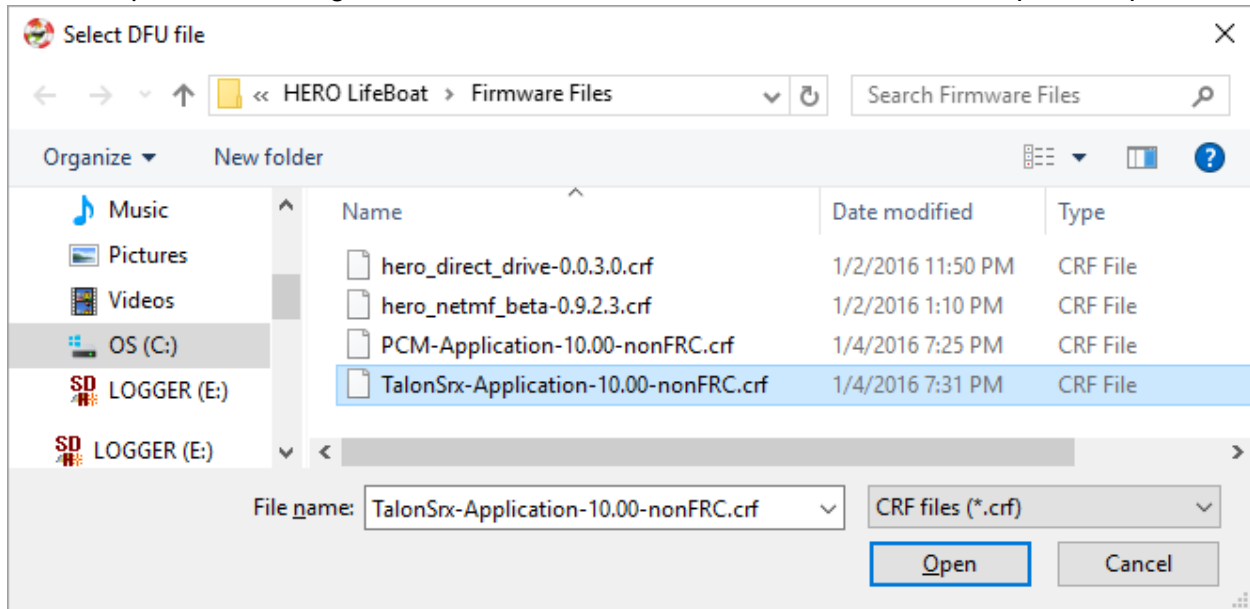 Select DFU file
« HERO LifeBoat › Firmware Files
Search Firmware Files
Organize
New folder
Music
Pictures
Videos
OS (C:)
LOGGER (E:)
LOGGER (E:)
Name Date modified Type
hero_direct_drive-0.0.3.0.crf 1/2/2016 11:50 PM CRF File
hero_netmf_beta-0.9.2.3.crf 1/2/2016 1:10 PM CRF File
PCM-Application-10.00-nonFRC.crf 1/4/2016 7:25 PM CRF File
TalonSrx-Application-10.00-nonFRC.crf 1/4/2016 7:31 PM CRF File
File name: TalonSrx-Application-10.00-nonFRC.crf CRF files (*.crf)
Open Cancel